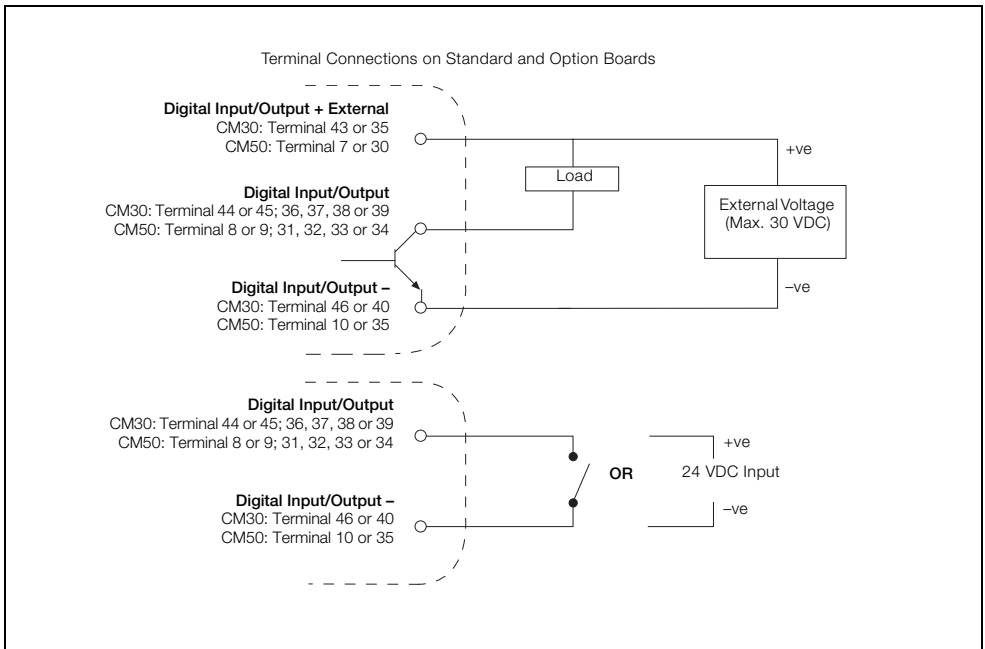 Terminal Connections on Standard and Option Boards
Digital Input/Output + External
CM30: Terminal 43 or 35
CM50: Terminal 7 or 30
+ve
Load
Digital Input/Output
CM30: Terminal 44 or 45; 36, 37, 38 or 39
CM50: Terminal 8 or 9; 31, 32, 33 or 34
External Voltage
(Max. 30 VDC)
Digital Input/Output –
CM30: Terminal 46 or 40
CM50: Terminal 10 or 35
–ve
Digital Input/Output
CM30: Terminal 44 or 45; 36, 37, 38 or 39
CM50: Terminal 8 or 9; 31, 32, 33 or 34
+ve
OR
24 VDC Input
Digital Input/Output –
CM30: Terminal 46 or 40
CM50: Terminal 10 or 35
–ve